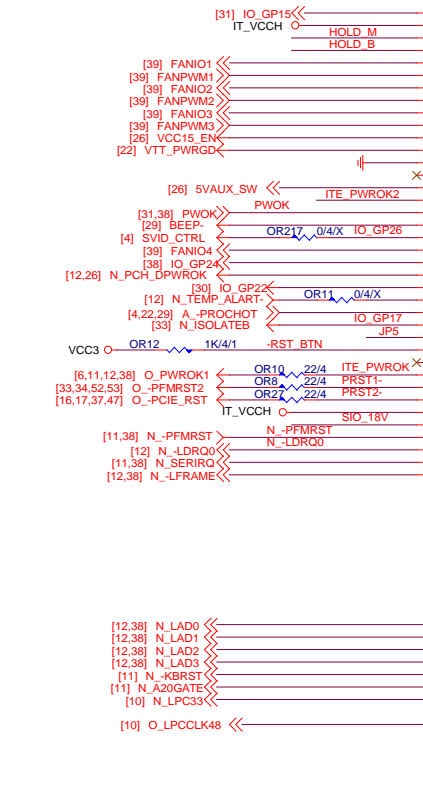 [31] IO_GP15
IT_VCCH
HOLD_M
HOLD_B
[39] FANIO1
[39] FANPWM1
[39] FANIO2
[39] FANPWM2
[39] FANIO3
[39] FANPWM3
[26] VCC15_EN
[22] VTT_PWRGD
[26] 5VAUX_SW
ITE_PWROK2
[31,38] PWOK PWOK
[29] BEEP-
[4] SVID_CTRL OR217 0/4/X IO_GP26
[39] FANIO4
[38] IO_GP24
[12,26] N_PCH_DPWROK
[30] IO_GP22
[12] N_TEMP_ALART- OR11 0/4/X
[4,22,29] A_-PROCHOT
[33] N_ISOLATEB IO_GP17
JP5
VCC3 OR12 1K/4/1 -RST_BTN
[6,11,12,38] O_PWROK1 OR10 22/4 ITE_PWROK
[33,34,52,53] O_-PFMRST2 OR8 22/4 PRST1-
[16,17,37,47] O_-PCIE_RST OR27 22/4 PRST2-
IT_VCCH
SIO_18V
[11,38] N_-PFMRST N_-PFMRST
[12] N_-LDRQ0 N_-LDRQ0
[11,38] N_SERIRQ
[12,38] N_-LFRAME
[12,38] N_LAD0
[12,38] N_LAD1
[12,38] N_LAD2
[12,38] N_LAD3
[11] N_-KBRST
[11] N_A20GATE
[10] N_LPC33
[10] O_LPCCLK48